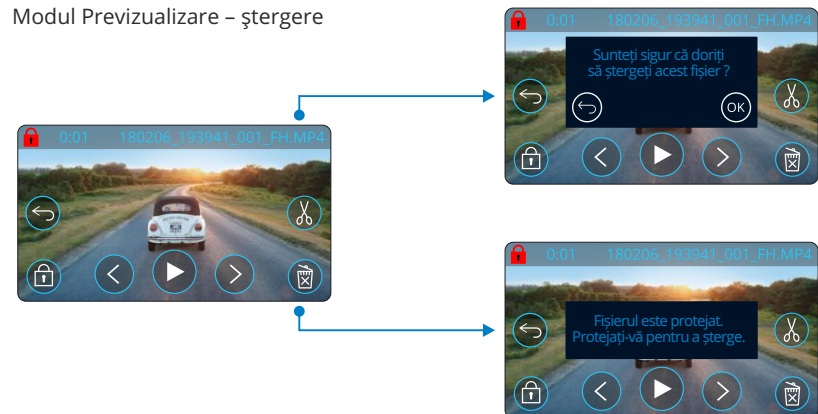 Modul Previzualizare – ştergere
0:01 180206_193941_001_FH.MP4
Sunteți sigur că doriți
să ștergeți acest fișier ?
OK
0:01 180206_193941_001_FH.MP4
0:01 180206_193941_001_FH.MP4
Fișierul este protejat.
Protejați-vă pentru a șterge.